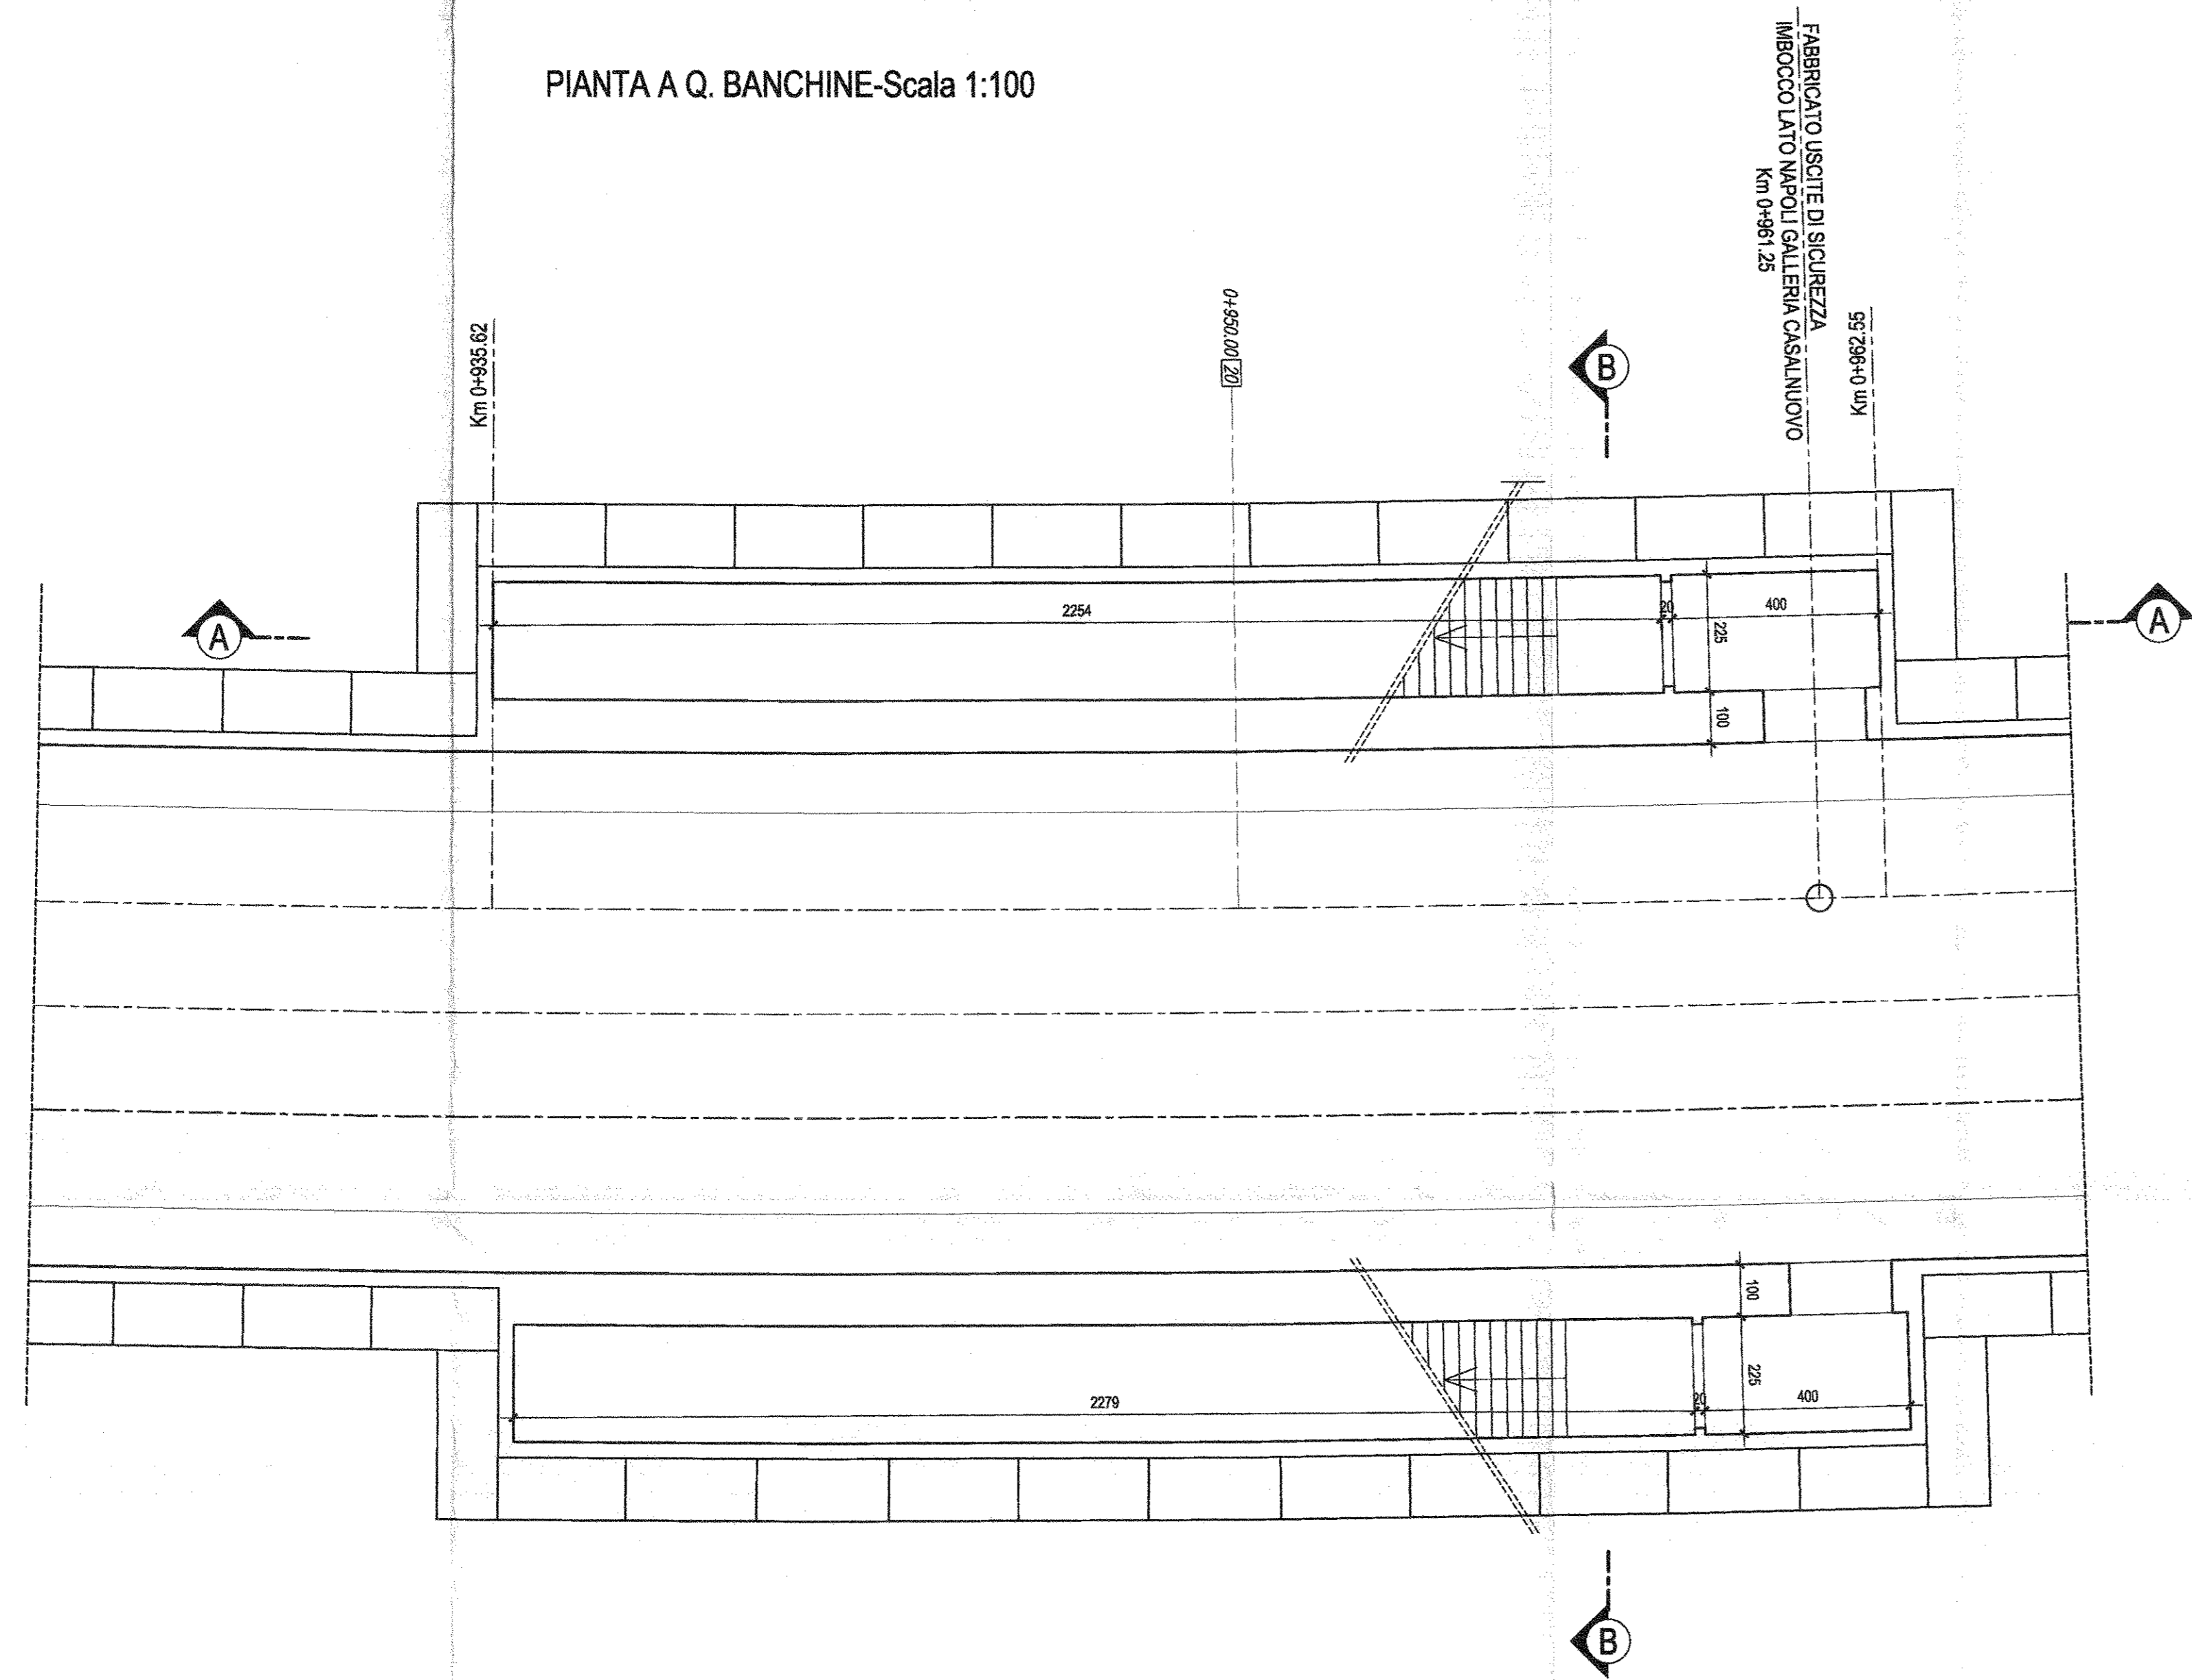 PIANTA A Q. BANCHINE-Scala 1:100
FABBRICATO USCITE DI SICUREZZA
IMBOCCO LATO NAPOLI GALLERIA CASALNUOVO
Km 0+961.25
Km 0+935.62
0+950.00 20
Km 0+962.55
B
A
A
2254
20
400
225
100
100
225
2279
20
400
B